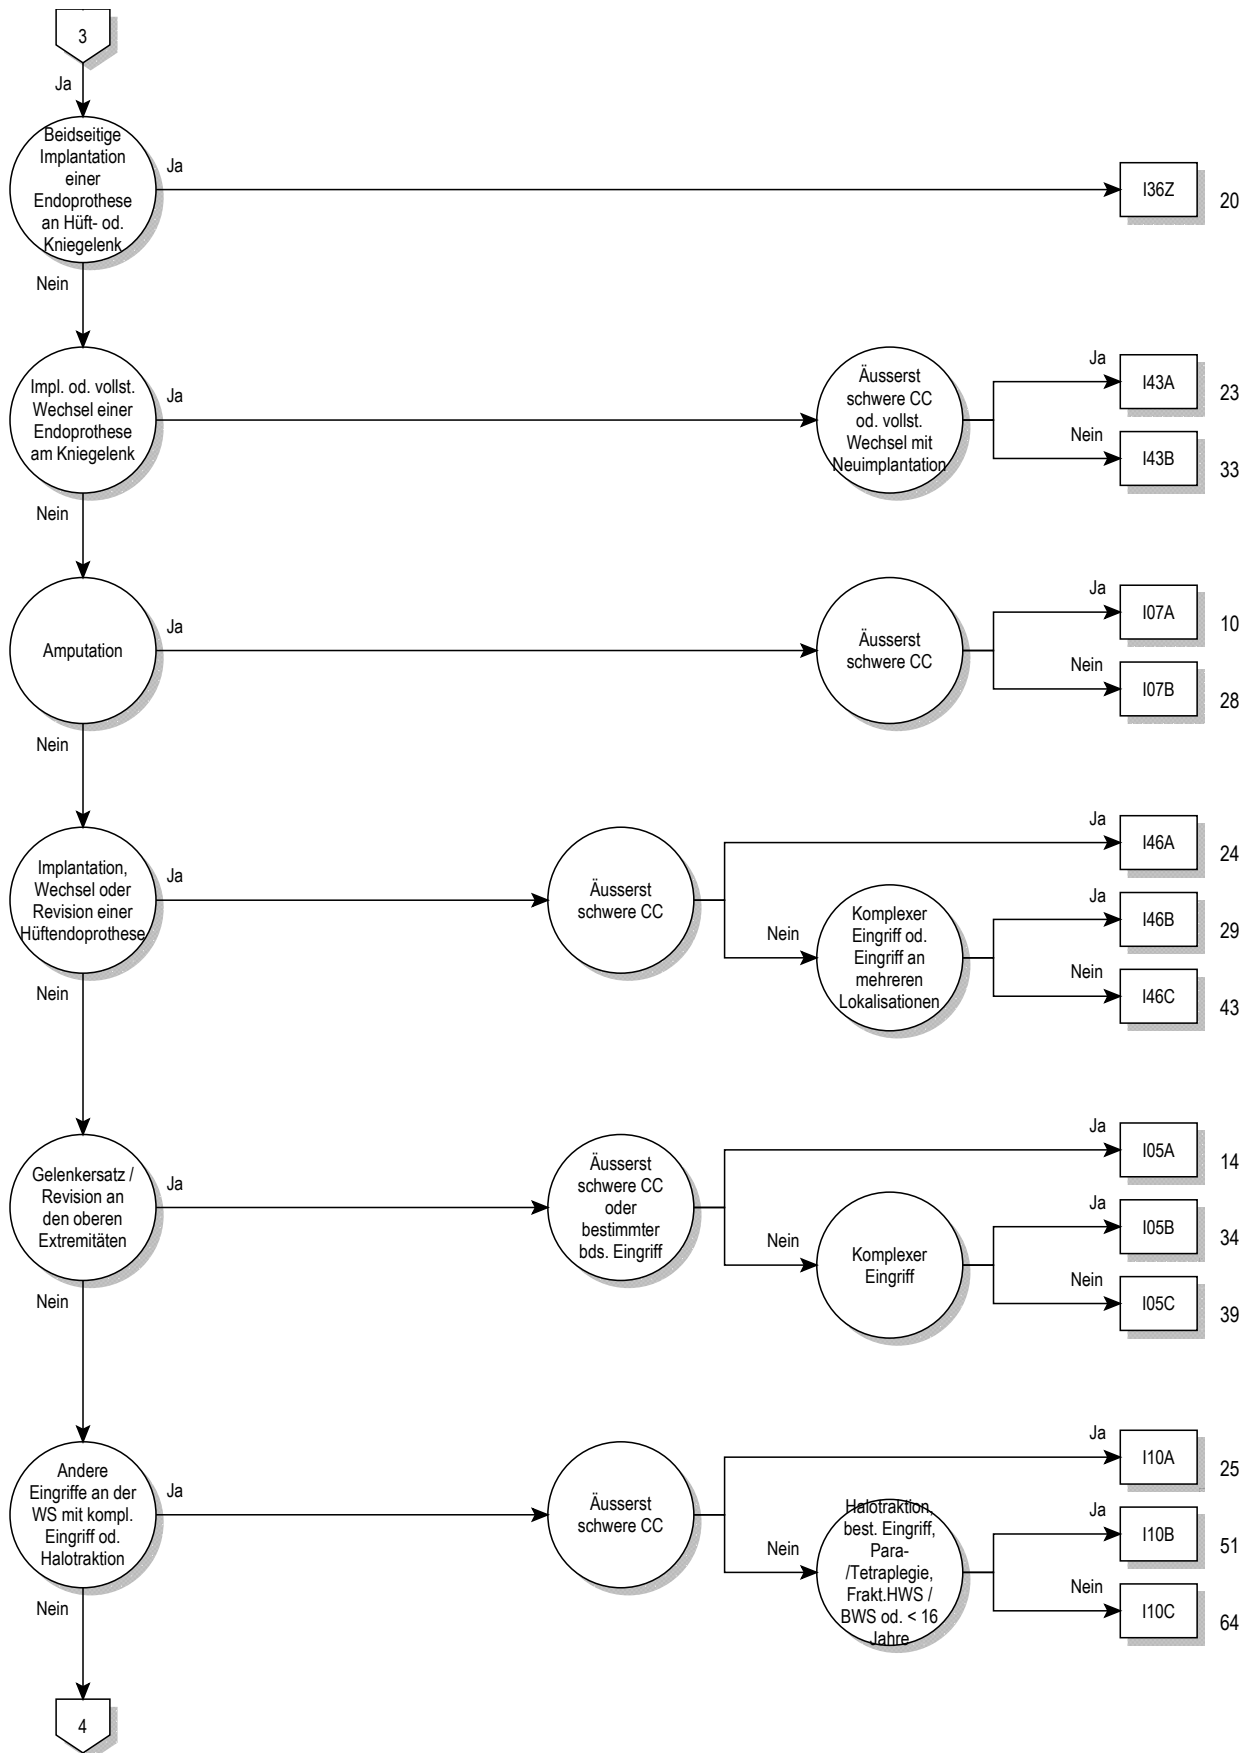 3
Ja
Beidseitige
Implantation
einer
Endoprothese
an Hüft- od.
Kniegelenk
Ja
I36Z
20
Nein
Impl. od. vollst.
Wechsel einer
Endoprothese
am Kniegelenk
Ja
Äusserst
schwere CC
od. vollst.
Wechsel mit
Neuimplantation
Ja
I43A
23
Nein
I43B
33
Nein
Amputation
Ja
Äusserst
schwere CC
Ja
I07A
10
Nein
I07B
28
Nein
Implantation,
Wechsel oder
Revision einer
Hüftendoprothese
Ja
Äusserst
schwere CC
Ja
I46A
24
Nein
Komplexer
Eingriff od.
Eingriff an
mehreren
Lokalisationen
Ja
I46B
29
Nein
I46C
43
Nein
Gelenkersatz /
Revision an
den oberen
Extremitäten
Ja
Äusserst
schwere CC
oder
bestimmter
bds. Eingriff
Ja
I05A
14
Nein
Komplexer
Eingriff
Ja
I05B
34
Nein
I05C
39
Nein
Andere
Eingriffe an der
WS mit kompl.
Eingriff od.
Halotraktion
Ja
Äusserst
schwere CC
Ja
I10A
25
Nein
Halotraktion,
best. Eingriff,
Para-
/Tetraplegie,
Frakt.HWS /
BWS od. < 16
Jahre
Ja
I10B
51
Nein
I10C
64
Nein
4